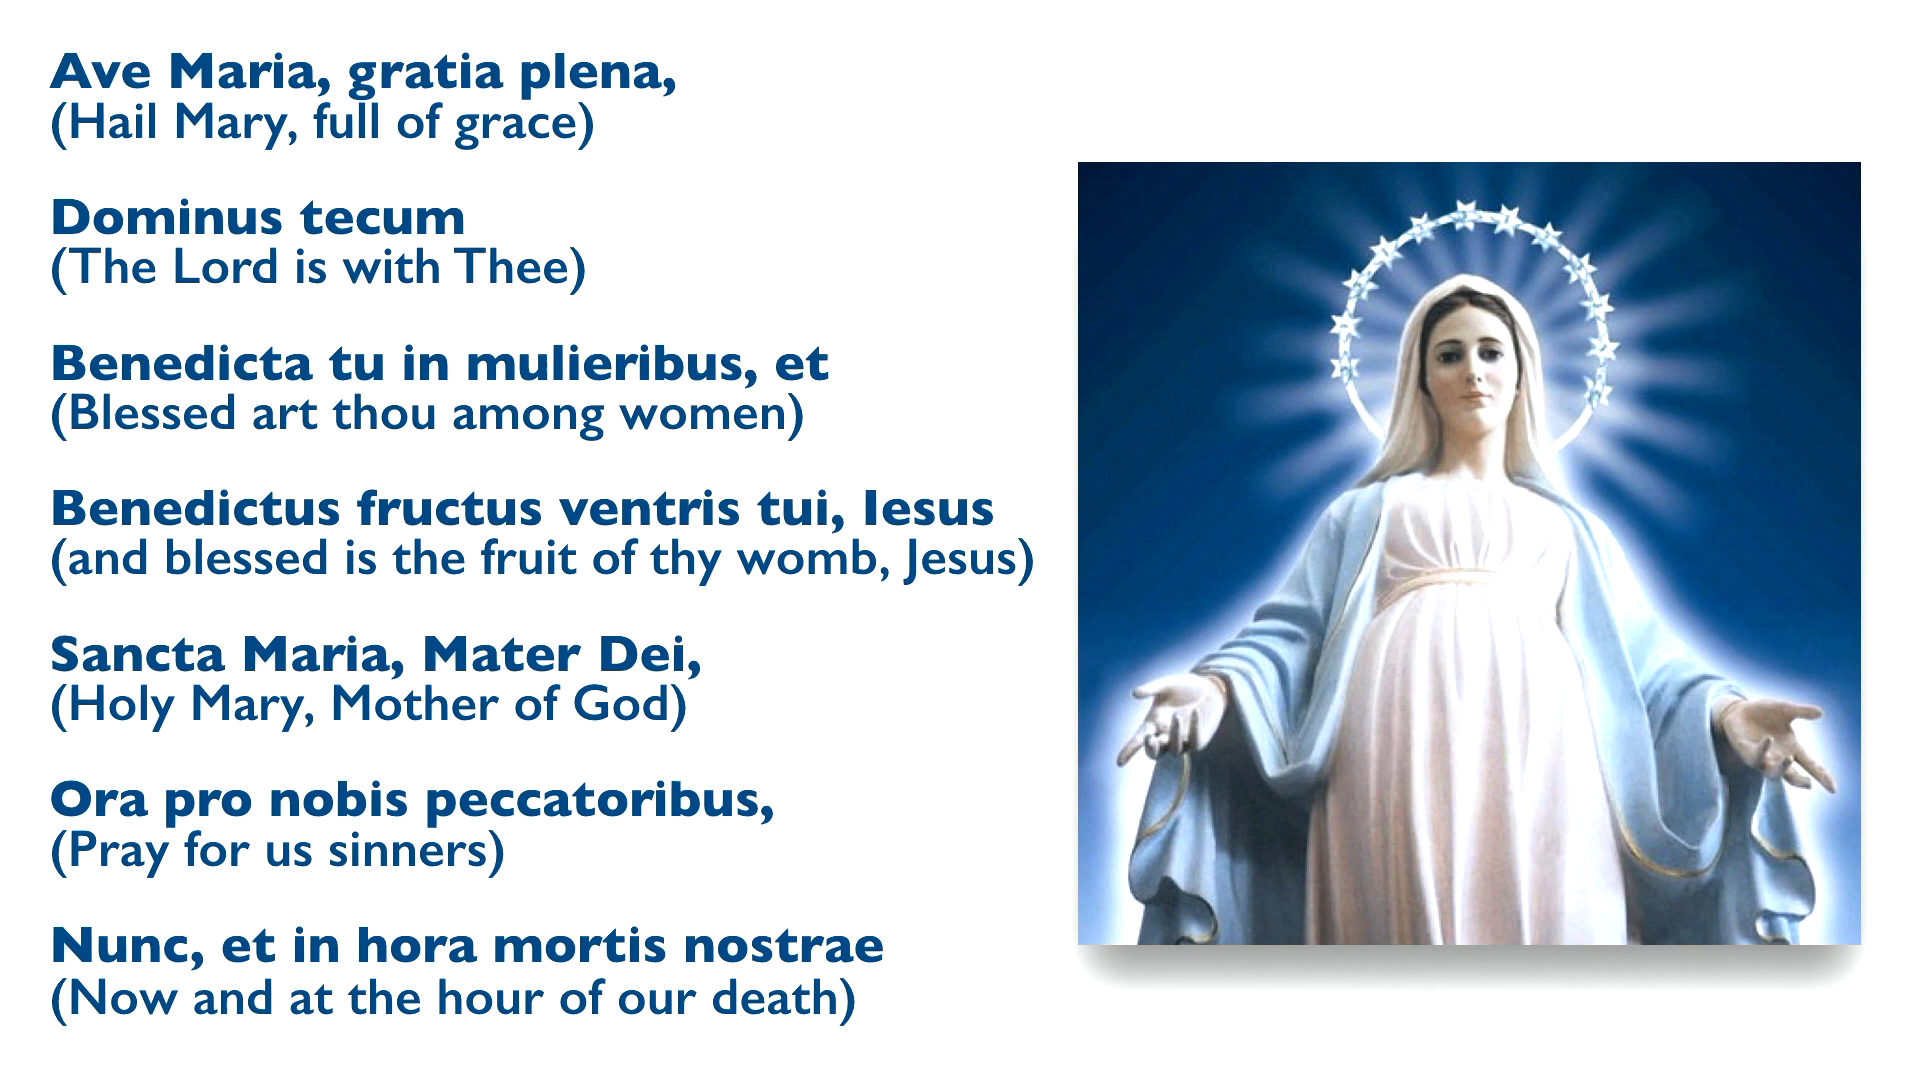 Ave Maria, gratia plena,
(Hail Mary, full of grace)
Dominus tecum
(The Lord is with Thee)
Benedicta tu in mulieribus, et
(Blessed art thou among women)
Benedictus fructus ventris tui, Iesus
(and blessed is the fruit of thy womb, Jesus)
Sancta Maria, Mater Dei,
(Holy Mary, Mother of God)
Ora pro nobis peccatoribus,
(Pray for us sinners)
Nunc, et in hora mortis nostrae
(Now and at the hour of our death)